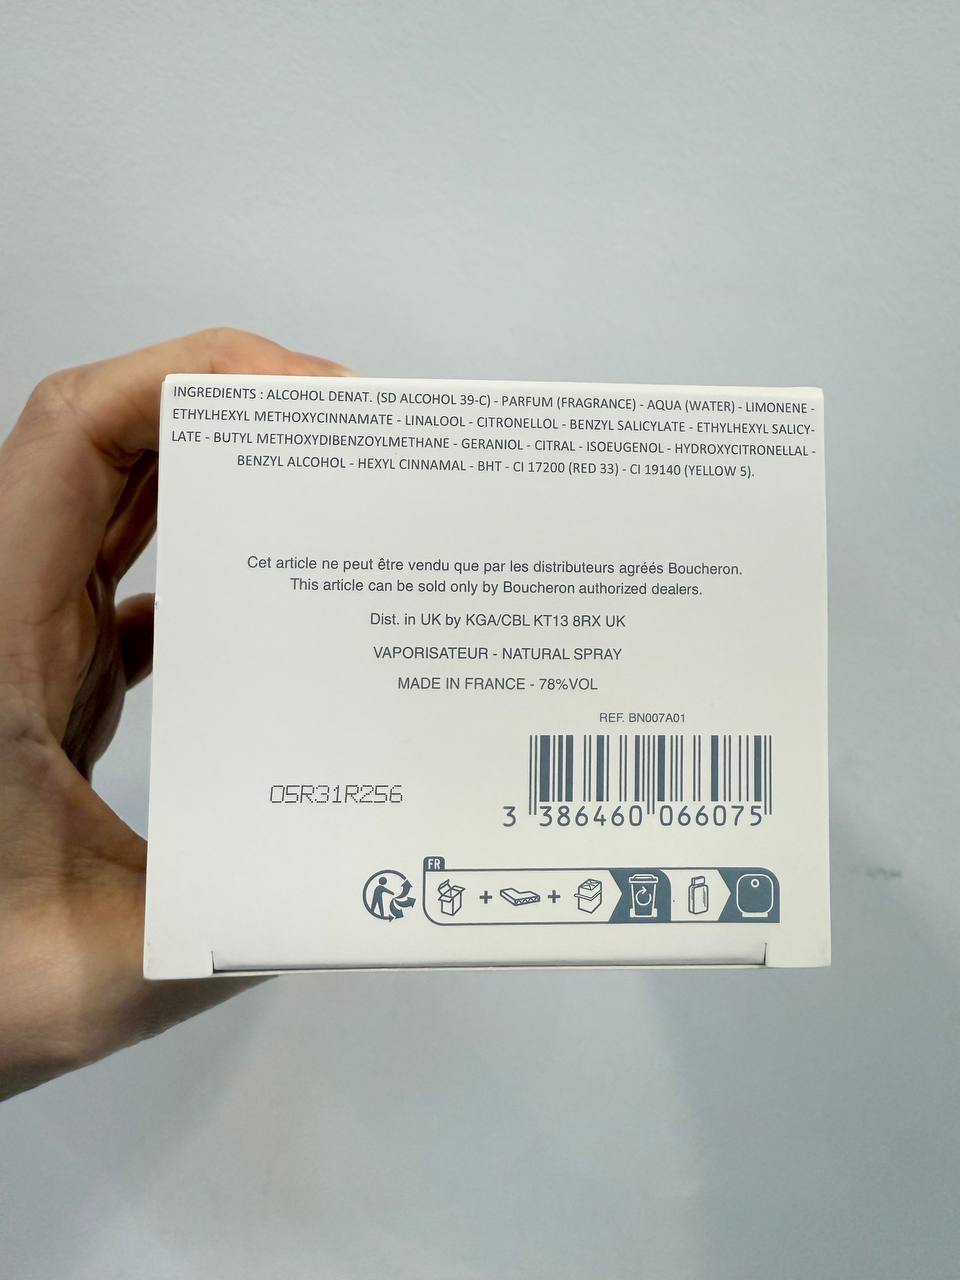 INGREDIENTS : ALCOHOL DENAT. (SD ALCOHOL 39-C) - PARFUM (FRAGRANCE) - AQUA (WATER) - LIMONENE -
ETHYLHEXYL METHOXYCINNAMATE - LINALOOL - CITRONELLOL - BENZYL SALICYLATE - ETHYLHEXYL SALICY-
LATE - BUTYL METHOXYDIBENZOYLMETHANE - GERANIOL - CITRAL - ISOEUGENOL - HYDROXYCITRONELLAL -
BENZYL ALCOHOL - HEXYL CINNAMAL - BHT - CI 17200 (RED 33) - CI 19140 (YELLOW 5).
Cet article ne peut être vendu que par les distributeurs agréés Boucheron.
This article can be sold only by Boucheron authorized dealers.
Dist. in UK by KGA/CBL KT13 8RX UK
VAPORISATEUR - NATURAL SPRAY
MADE IN FRANCE - 78%VOL
REF. BN007A01
05R31R256
3 386460 066075
FR
+ +